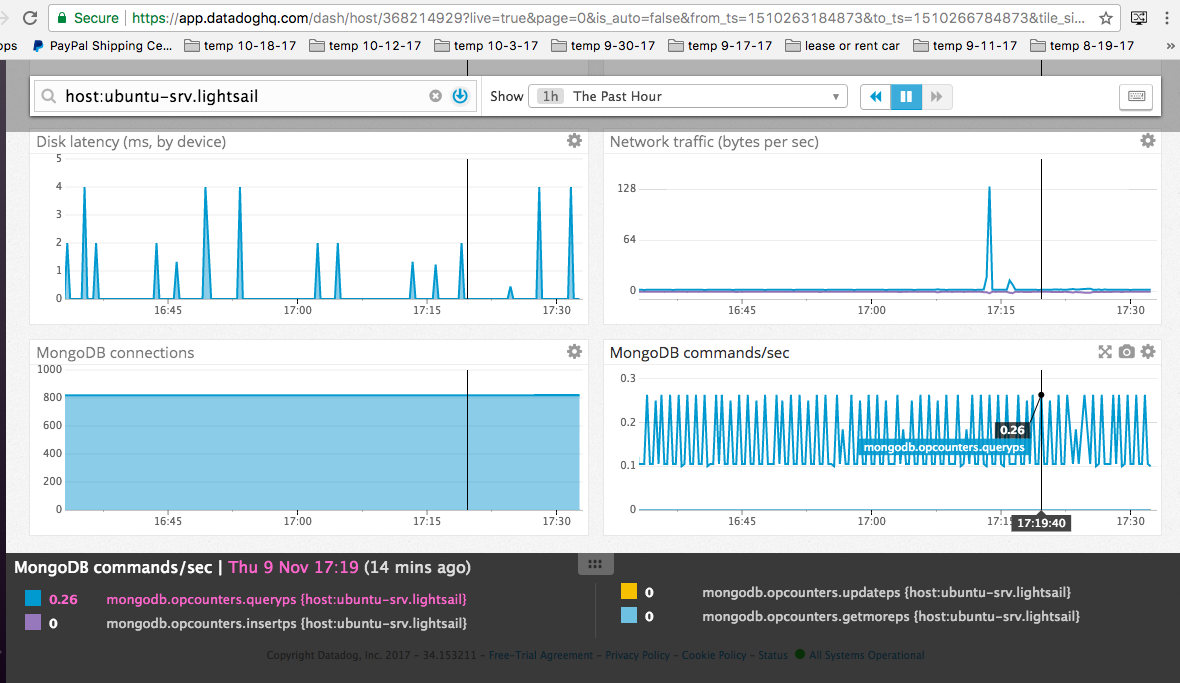 Secure https://app.datadoghq.com/dash/host/368214929?live=true&page=0&is_auto=false&from_ts=1510263184873&to_ts=1510266784873&tile_si...
ops PayPal Shipping Ce... temp 10-18-17 temp 10-12-17 temp 10-3-17 temp 9-30-17 temp 9-17-17 lease or rent car temp 9-11-17 temp 8-19-17 »
host:ubuntu-srv.lightsail Show 1h The Past Hour
Disk latency (ms, by device)
5
4
3
2
1
0
16:45 17:00 17:15 17:30
Network traffic (bytes per sec)
128
64
0
16:45 17:00 17:15 17:30
MongoDB connections
1000
800
600
400
200
0
16:45 17:00 17:15 17:30
MongoDB commands/sec
0.3
0.2
0.1
0
0.26
mongodb.opcounters.queryps
16:45 17:00 17:1 17:19:40 17:30
MongoDB commands/sec | Thu 9 Nov 17:19 (14 mins ago)
0.26 mongodb.opcounters.queryps {host:ubuntu-srv.lightsail}
0 mongodb.opcounters.insertps {host:ubuntu-srv.lightsail}
0 mongodb.opcounters.updateps {host:ubuntu-srv.lightsail}
0 mongodb.opcounters.getmoreps {host:ubuntu-srv.lightsail}
Copyright Datadog, Inc. 2017 - 34.153211 - Free-Trial Agreement - Privacy Policy - Cookie Policy - Status All Systems Operational